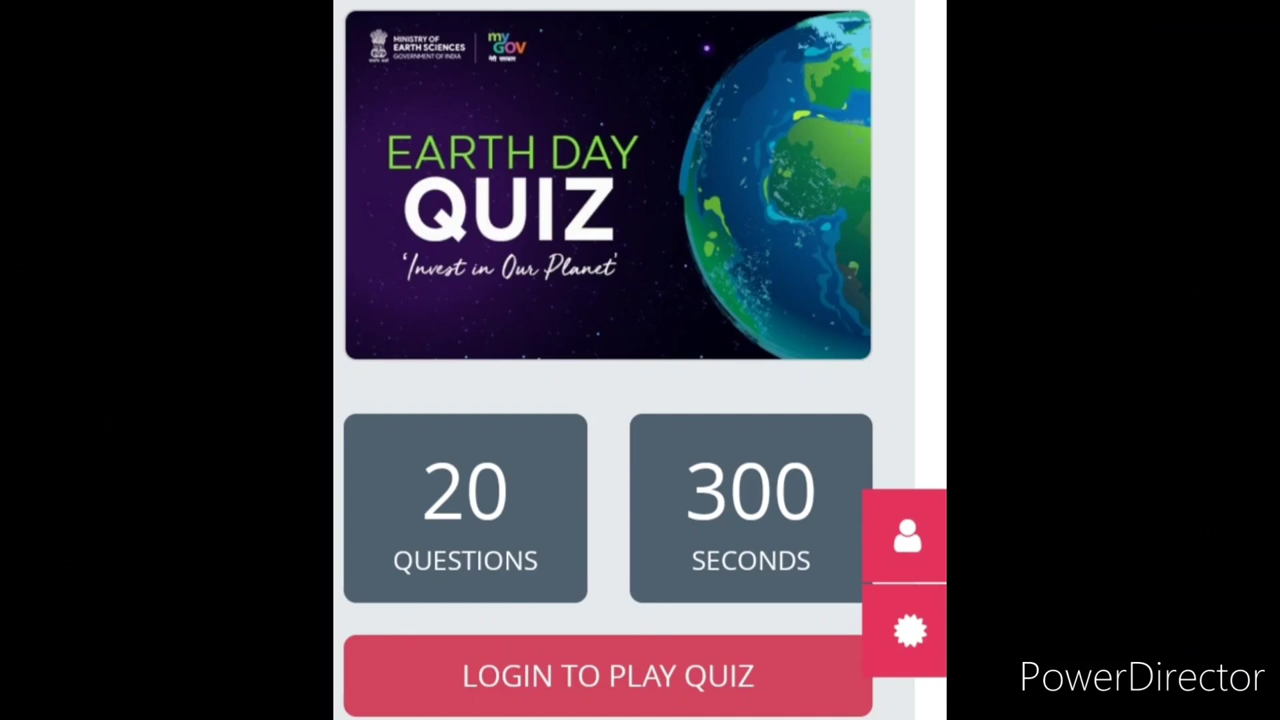 MINISTRY OF
EARTH SCIENCES
GOVERNMENT OF INDIA
my
GOV
मेरी सरकार
EARTH DAY
QUIZ
'Invest in Our Planet'
20
QUESTIONS
300
SECONDS
LOGIN TO PLAY QUIZ
PowerDirector